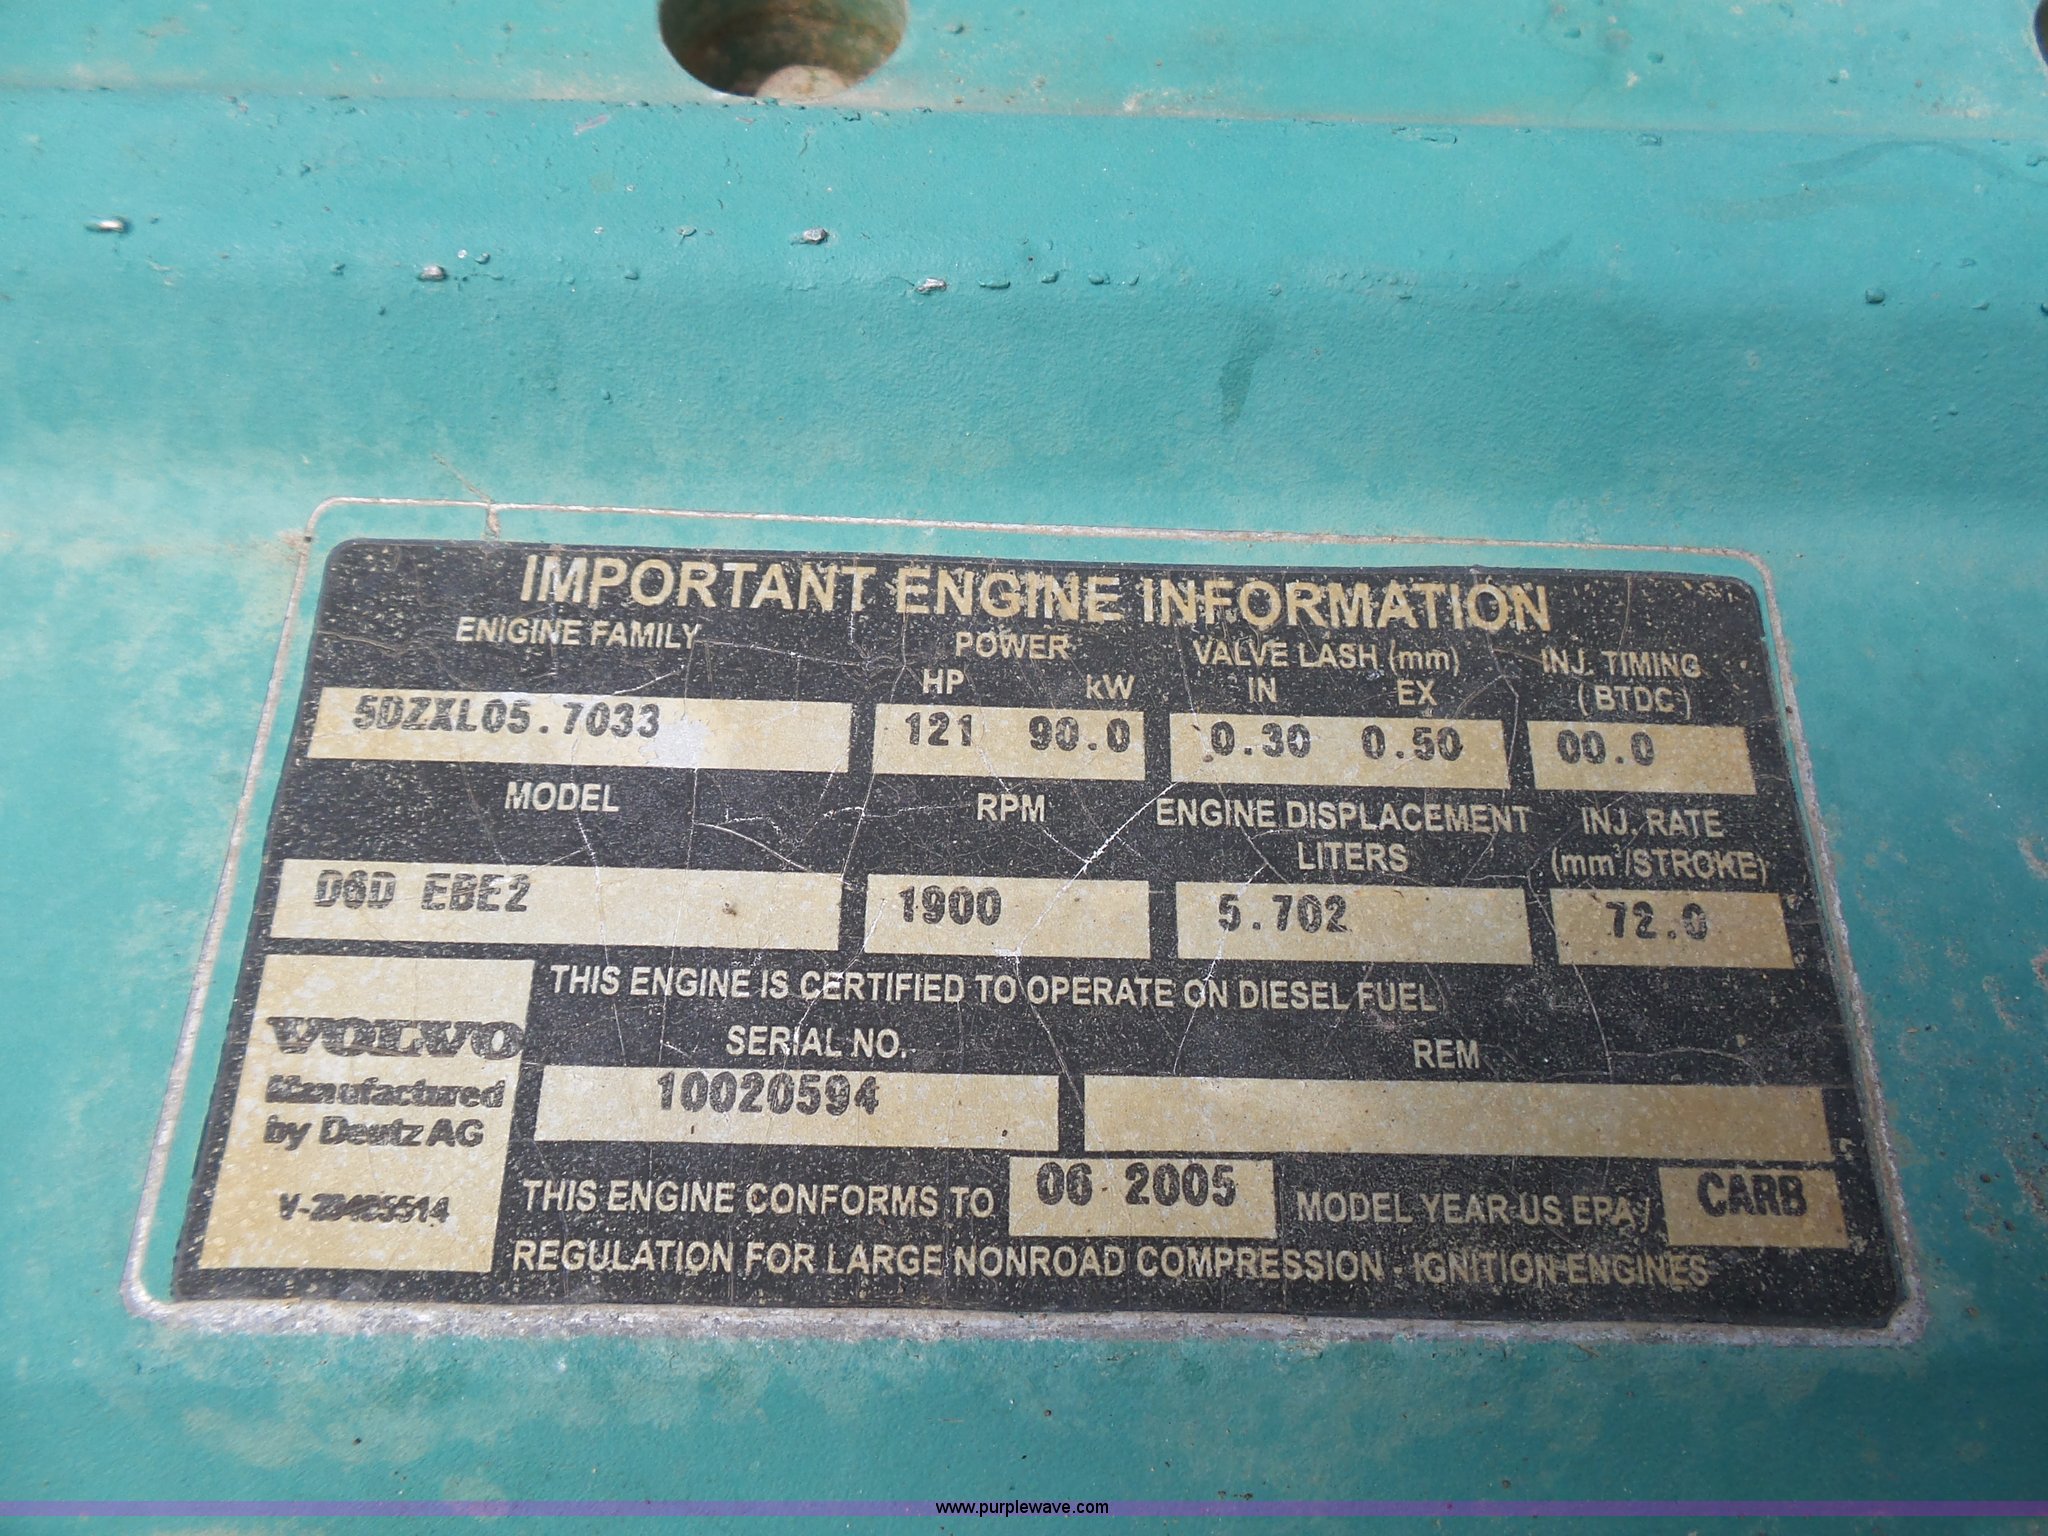 IMPORTANT ENGINE INFORMATION
ENIGINE FAMILY POWER VALVE LASH (mm) INJ. TIMING
HP kW IN EX (BTDC)
5DZXL05.7033 121 90.0 0.30 0.50 00.0
MODEL RPM ENGINE DISPLACEMENT INJ. RATE
LITERS (mm³/STROKE)
D6D EBE2 1900 5.702 72.0
THIS ENGINE IS CERTIFIED TO OPERATE ON DIESEL FUEL
VOLVO SERIAL NO. REM
Manufactured 10020594
by Deutz AG
THIS ENGINE CONFORMS TO 06 2005 MODEL YEAR US EPA / CARB
REGULATION FOR LARGE NONROAD COMPRESSION - IGNITION ENGINES
www.purplewave.com